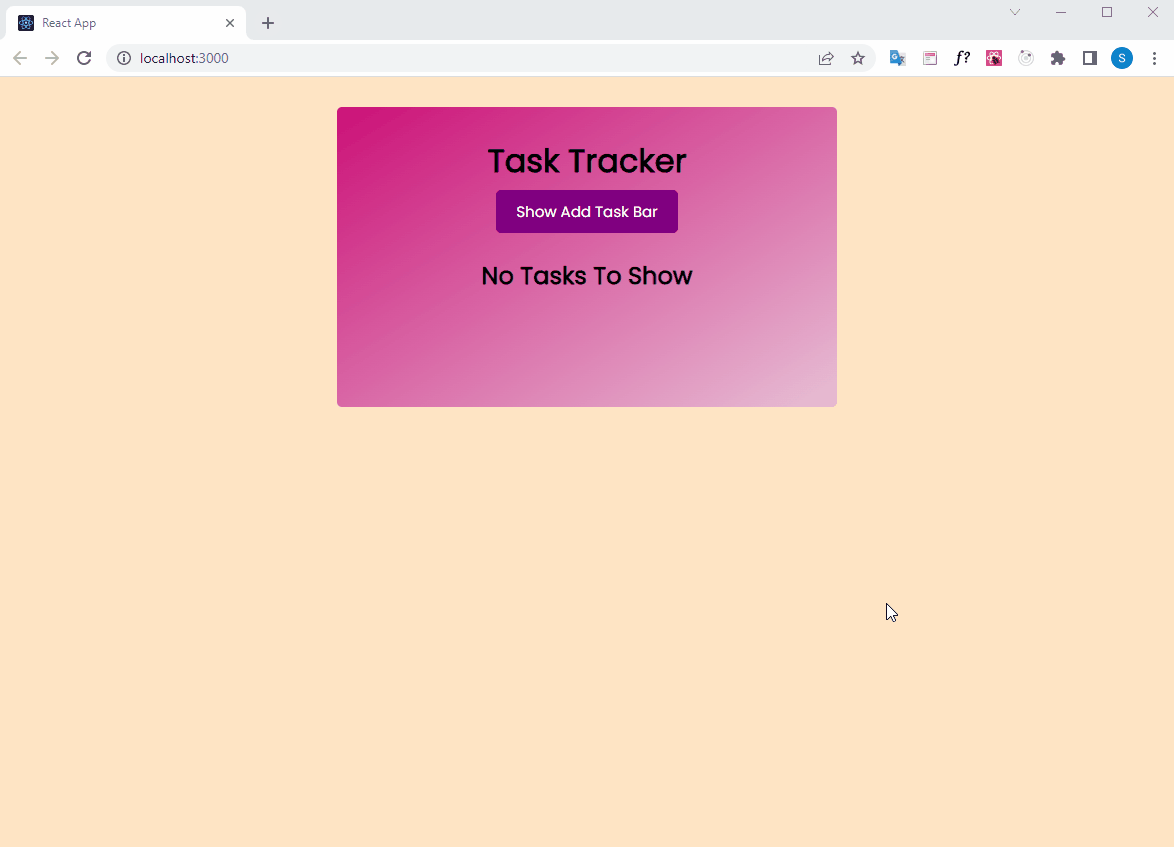 React App
localhost:3000
f?
S
Task Tracker
Show Add Task Bar
No Tasks To Show